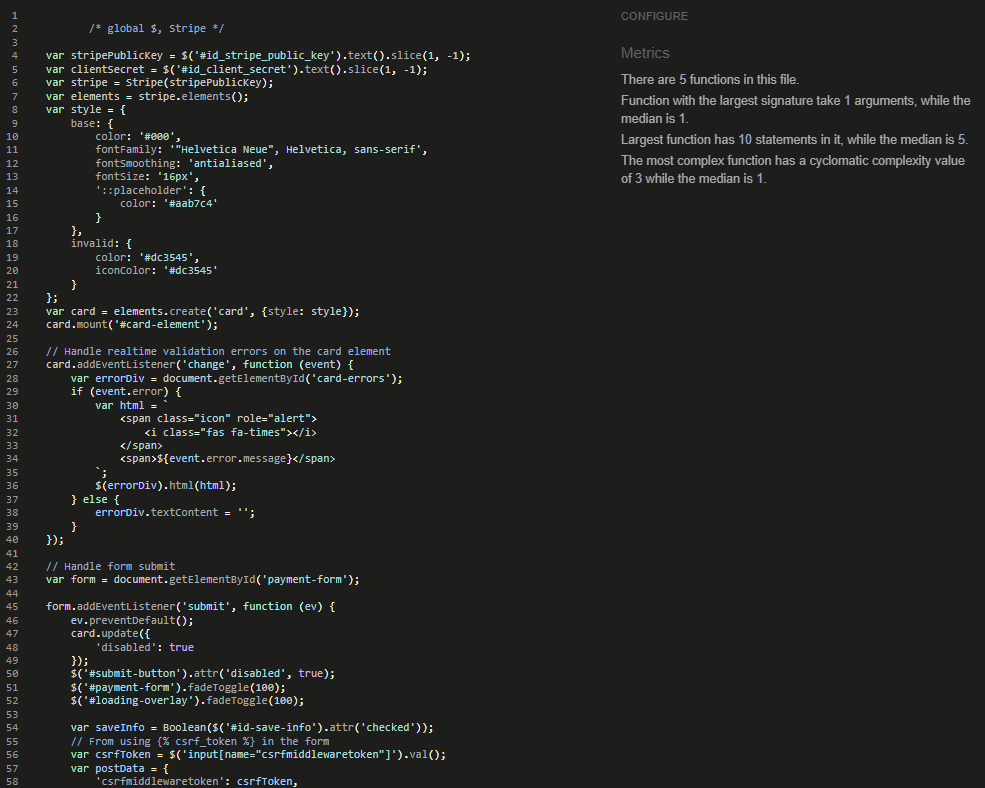 1
2 /* global $, Stripe */
3
4 var stripePublicKey = $('#id_stripe_public_key').text().slice(1, -1);
5 var clientSecret = $('#id_client_secret').text().slice(1, -1);
6 var stripe = Stripe(stripePublicKey);
7 var elements = stripe.elements();
8 var style = {
9 base: {
10 color: '#000',
11 fontFamily: '"Helvetica Neue", Helvetica, sans-serif',
12 fontSmoothing: 'antialiased',
13 fontSize: '16px',
14 '::placeholder': {
15 color: '#aab7c4'
16 }
17 },
18 invalid: {
19 color: '#dc3545',
20 iconColor: '#dc3545'
21 }
22 };
23 var card = elements.create('card', {style: style});
24 card.mount('#card-element');
25
26 // Handle realtime validation errors on the card element
27 card.addEventListener('change', function (event) {
28 var errorDiv = document.getElementById('card-errors');
29 if (event.error) {
30 var html = `
31 <span class="icon" role="alert">
32 <i class="fas fa-times"></i>
33 </span>
34 <span>${event.error.message}</span>
35 `;
36 $(errorDiv).html(html);
37 } else {
38 errorDiv.textContent = '';
39 }
40 });
41
42 // Handle form submit
43 var form = document.getElementById('payment-form');
44
45 form.addEventListener('submit', function (ev) {
46 ev.preventDefault();
47 card.update({
48 'disabled': true
49 });
50 $('#submit-button').attr('disabled', true);
51 $('#payment-form').fadeToggle(100);
52 $('#loading-overlay').fadeToggle(100);
53
54 var saveInfo = Boolean($('#id-save-info').attr('checked'));
55 // From using {% csrf_token %} in the form
56 var csrfToken = $('input[name="csrfmiddlewaretoken"]').val();
57 var postData = {
58 'csrfmiddlewaretoken': csrfToken,
CONFIGURE
Metrics
There are 5 functions in this file.
Function with the largest signature take 1 arguments, while the
median is 1.
Largest function has 10 statements in it, while the median is 5.
The most complex function has a cyclomatic complexity value
of 3 while the median is 1.